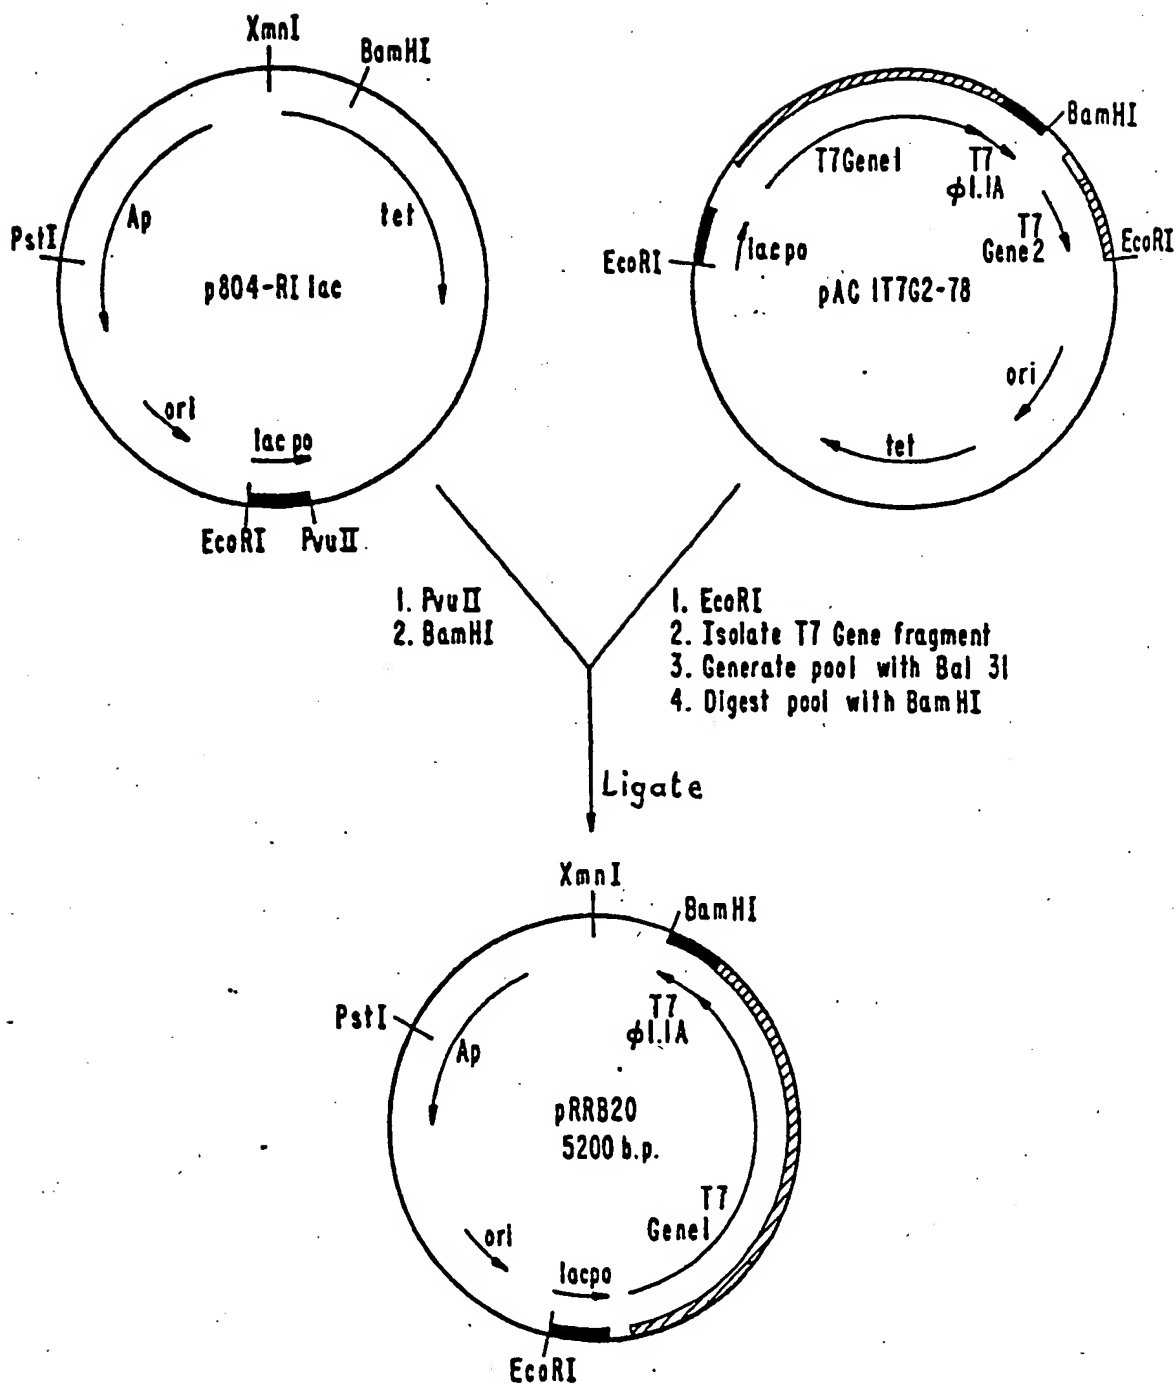 XmnI
BamHI
Ap
tet
PstI
p804-RI lac
ori
lac po
EcoRI
PvuII
BamHI
T7Gene1
T7
φ1.1A
T7
Gene2
EcoRI
lacpo
EcoRI
pAC 1T7G2-78
ori
tet
1. PvuII
2. BamHI
1. EcoRI
2. Isolate T7 Gene fragment
3. Generate pool with Bal 31
4. Digest pool with BamHI
Ligate
XmnI
BamHI
PstI
Ap
T7
φ1.1A
pRRB20
5200 b.p.
T7
Gene1
ori
lacpo
EcoRI